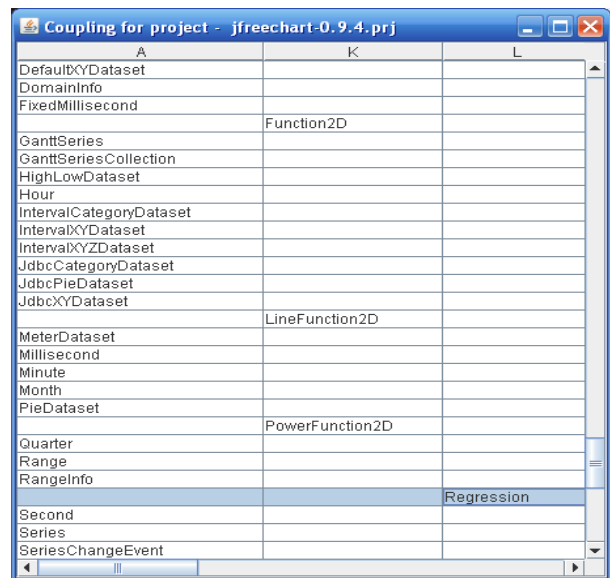 Coupling for project - jfreechart-0.9.4.prj
A K L
DefaultXYDataset
DomainInfo
FixedMillisecond
Function2D
GanttSeries
GanttSeriesCollection
HighLowDataset
Hour
IntervalCategoryDataset
IntervalXYDataset
IntervalXYZDataset
JdbcCategoryDataset
JdbcPieDataset
JdbcXYDataset
LineFunction2D
MeterDataset
Millisecond
Minute
Month
PieDataset
PowerFunction2D
Quarter
Range
RangeInfo
Regression
Second
Series
SeriesChangeEvent